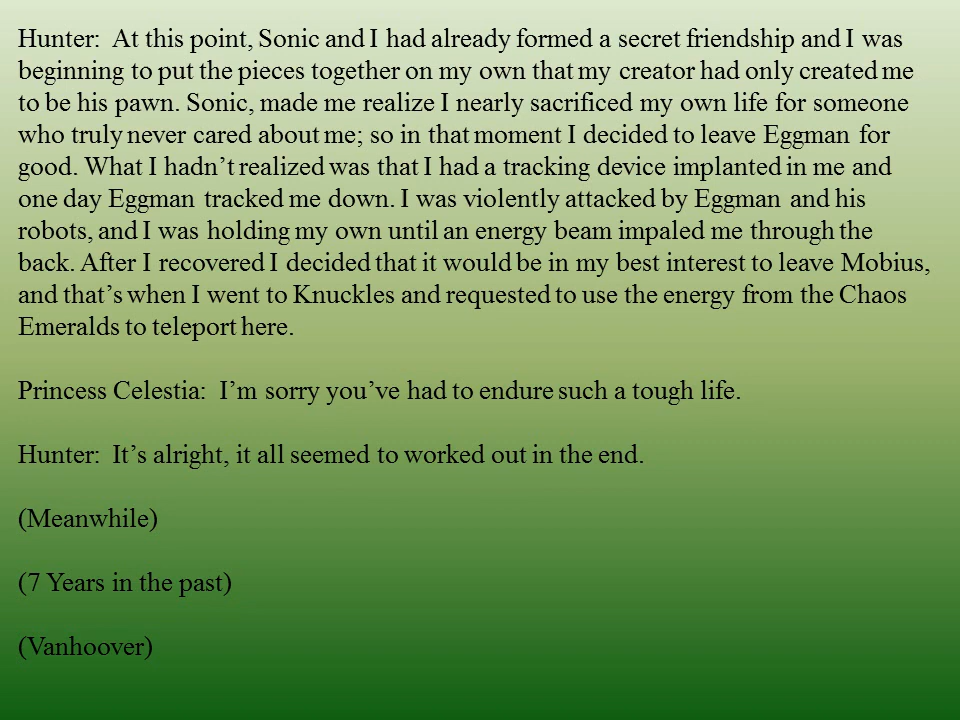 Hunter:  At this point, Sonic and I had already formed a secret friendship and I was
beginning to put the pieces together on my own that my creator had only created me
to be his pawn. Sonic, made me realize I nearly sacrificed my own life for someone
who truly never cared about me; so in that moment I decided to leave Eggman for
good. What I hadn’t realized was that I had a tracking device implanted in me and
one day Eggman tracked me down. I was violently attacked by Eggman and his
robots, and I was holding my own until an energy beam impaled me through the
back. After I recovered I decided that it would be in my best interest to leave Mobius,
and that’s when I went to Knuckles and requested to use the energy from the Chaos
Emeralds to teleport here.
Princess Celestia:  I’m sorry you’ve had to endure such a tough life.
Hunter:  It’s alright, it all seemed to worked out in the end.
(Meanwhile)
(7 Years in the past)
(Vanhoover)